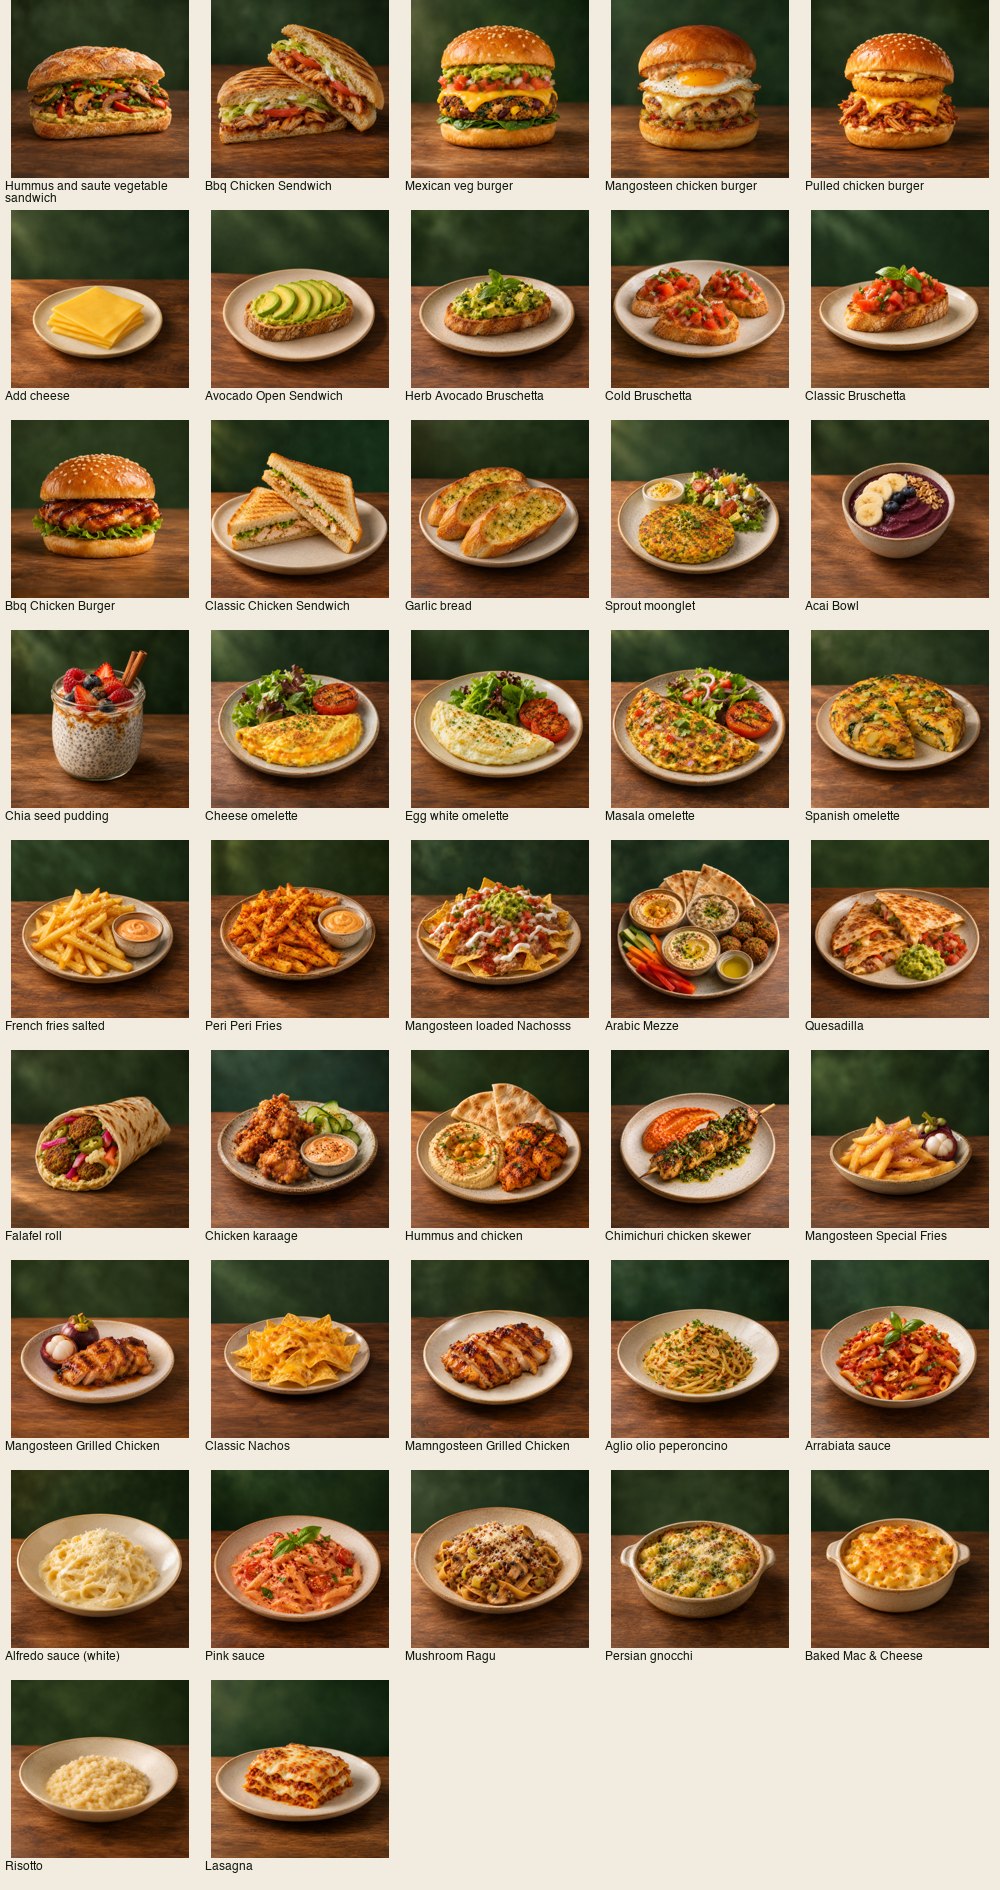 Hummus and saute vegetable
sandwich
Bbq Chicken Sendwich
Mexican veg burger
Mangosteen chicken burger
Pulled chicken burger
Add cheese
Avocado Open Sendwich
Herb Avocado Bruschetta
Cold Bruschetta
Classic Bruschetta
Bbq Chicken Burger
Classic Chicken Sendwich
Garlic bread
Sprout moonglet
Acai Bowl
Chia seed pudding
Cheese omelette
Egg white omelette
Masala omelette
Spanish omelette
French fries salted
Peri Peri Fries
Mangosteen loaded Nachosss
Arabic Mezze
Quesadilla
Falafel roll
Chicken karaage
Hummus and chicken
Chimichuri chicken skewer
Mangosteen Special Fries
Mangosteen Grilled Chicken
Classic Nachos
Mamngosteen Grilled Chicken
Aglio olio peperoncino
Arrabiata sauce
Alfredo sauce (white)
Pink sauce
Mushroom Ragu
Persian gnocchi
Baked Mac & Cheese
Risotto
Lasagna